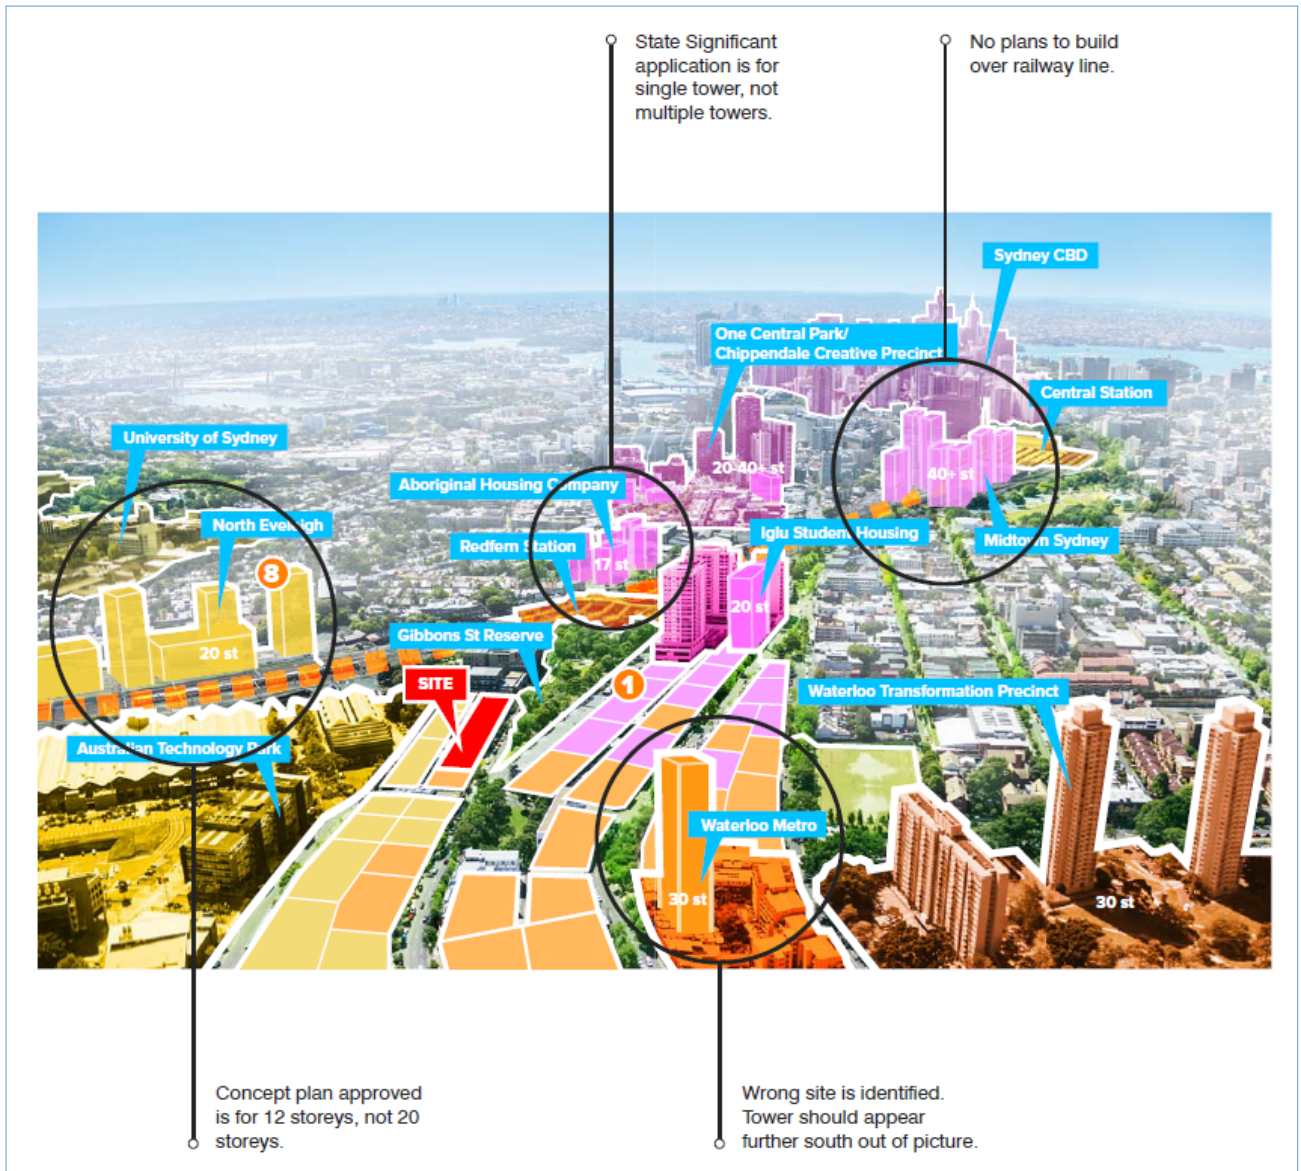 State Significant
application is for
single tower, not
multiple towers.
No plans to build
over railway line.
Sydney CBD
One Central Park/
Chippendale Creative Precinct
Central Station
University of Sydney
20-40+ st
40+ st
Aboriginal Housing Company
North Eveleigh
Iglu Student Housing
Midtown Sydney
Redfern Station
17 st
8
20 st
Gibbons St Reserve
20 st
SITE
1
Waterloo Transformation Precinct
Australian Technology Park
Waterloo Metro
30 st
30 st
Concept plan approved
is for 12 storeys, not 20
storeys.
Wrong site is identified.
Tower should appear
further south out of picture.